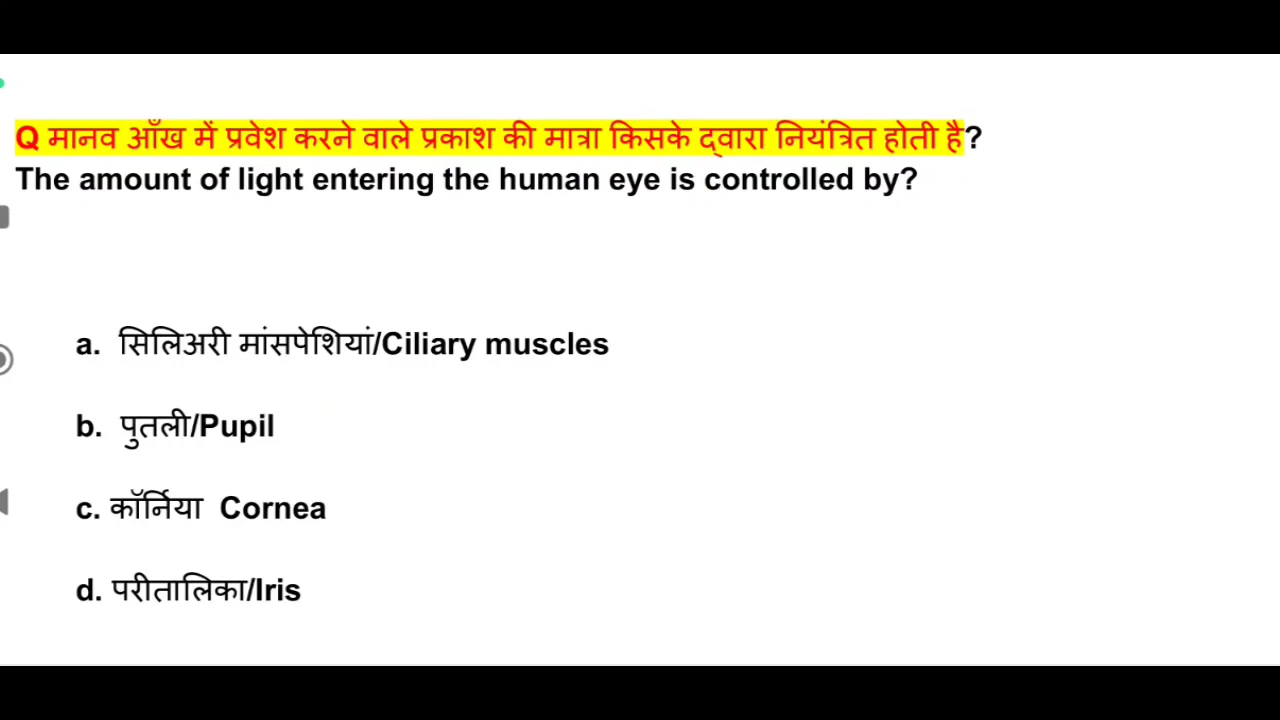 Q मानव आँख में प्रवेश करने वाले प्रकाश की मात्रा किसके द्वारा नियंत्रित होती है?
The amount of light entering the human eye is controlled by?
a. सिलिअरी मांसपेशियां/Ciliary muscles
b. पुतली/Pupil
c. कॉर्निया Cornea
d. परीतालिका/Iris